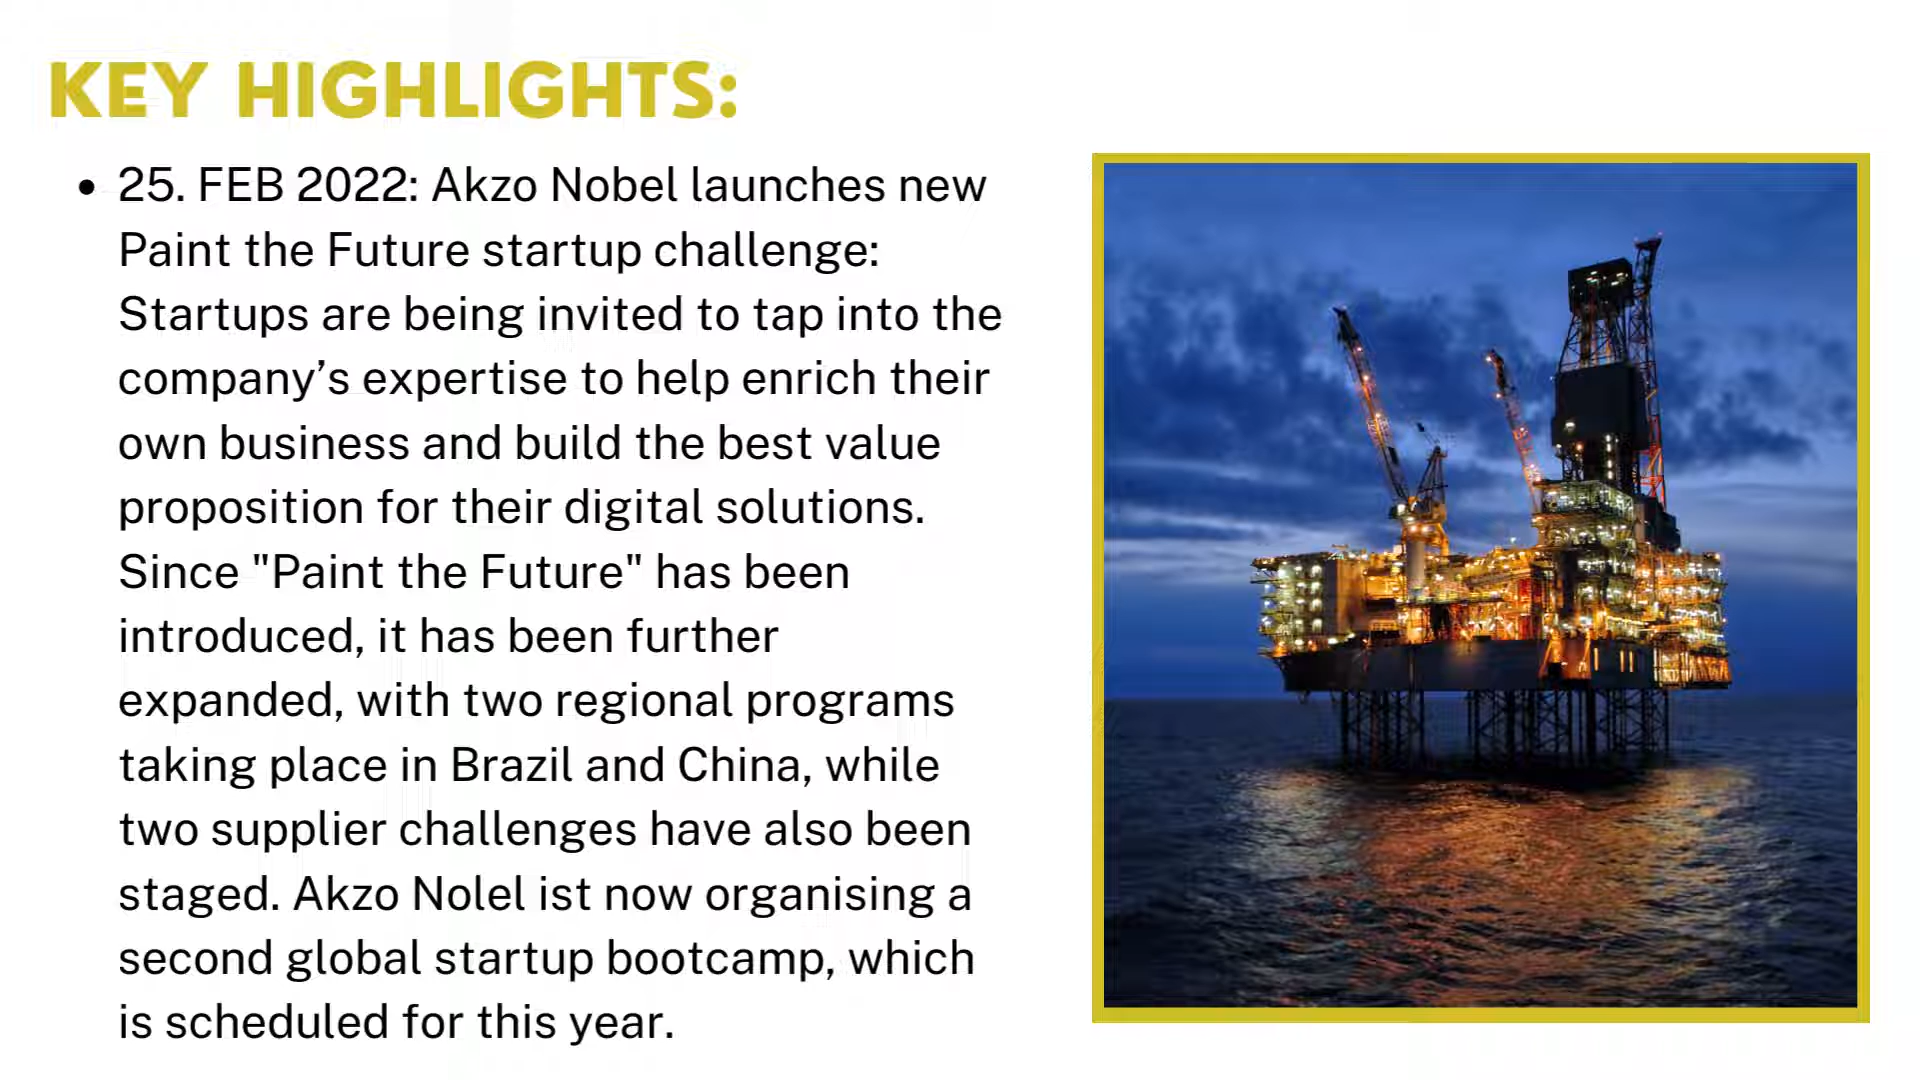 KEY HIGHLIGHTS:
• 25. FEB 2022: Akzo Nobel launches new
Paint the Future startup challenge:
Startups are being invited to tap into the
company’s expertise to help enrich their
own business and build the best value
proposition for their digital solutions.
Since "Paint the Future" has been
introduced, it has been further
expanded, with two regional programs
taking place in Brazil and China, while
two supplier challenges have also been
staged. Akzo Nolel ist now organising a
second global startup bootcamp, which
is scheduled for this year.